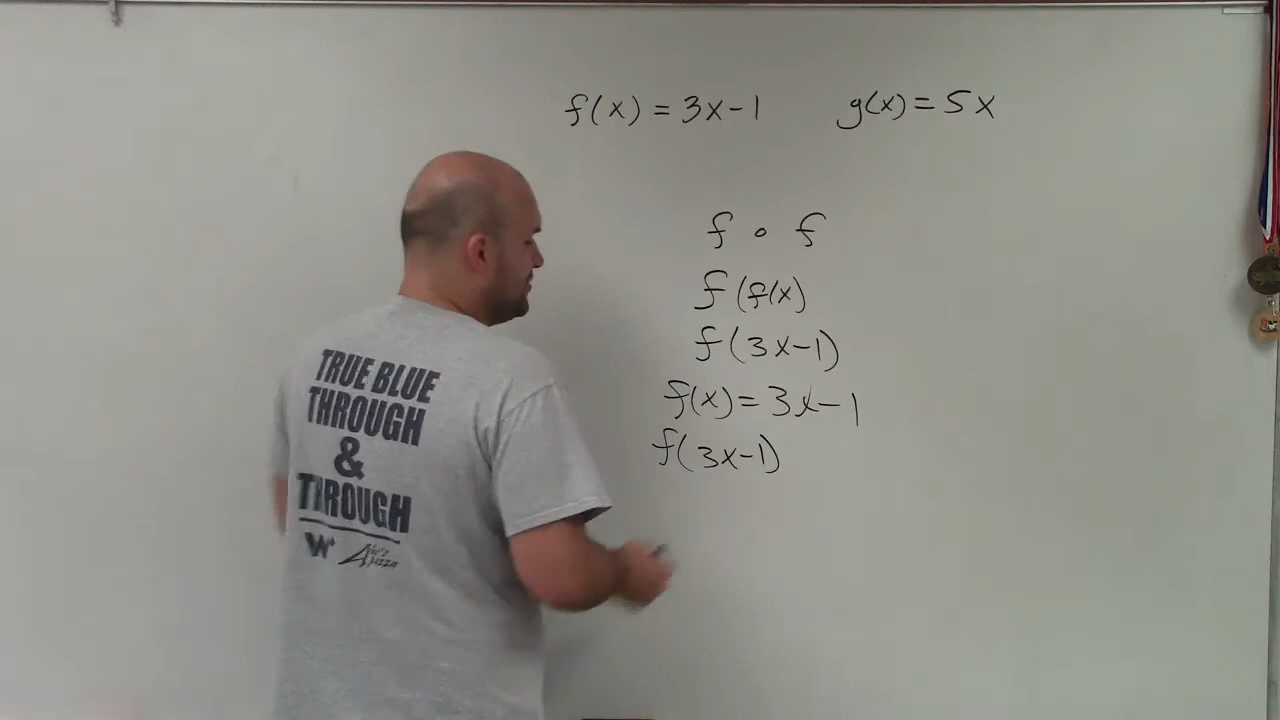 f(x) = 3x-1 g(x) = 5x
f ∘ f
f(f(x)
f(3x-1)
f(x) = 3x-1
f(3x-1)
TRUE BLUE
THROUGH
&
THROUGH
W